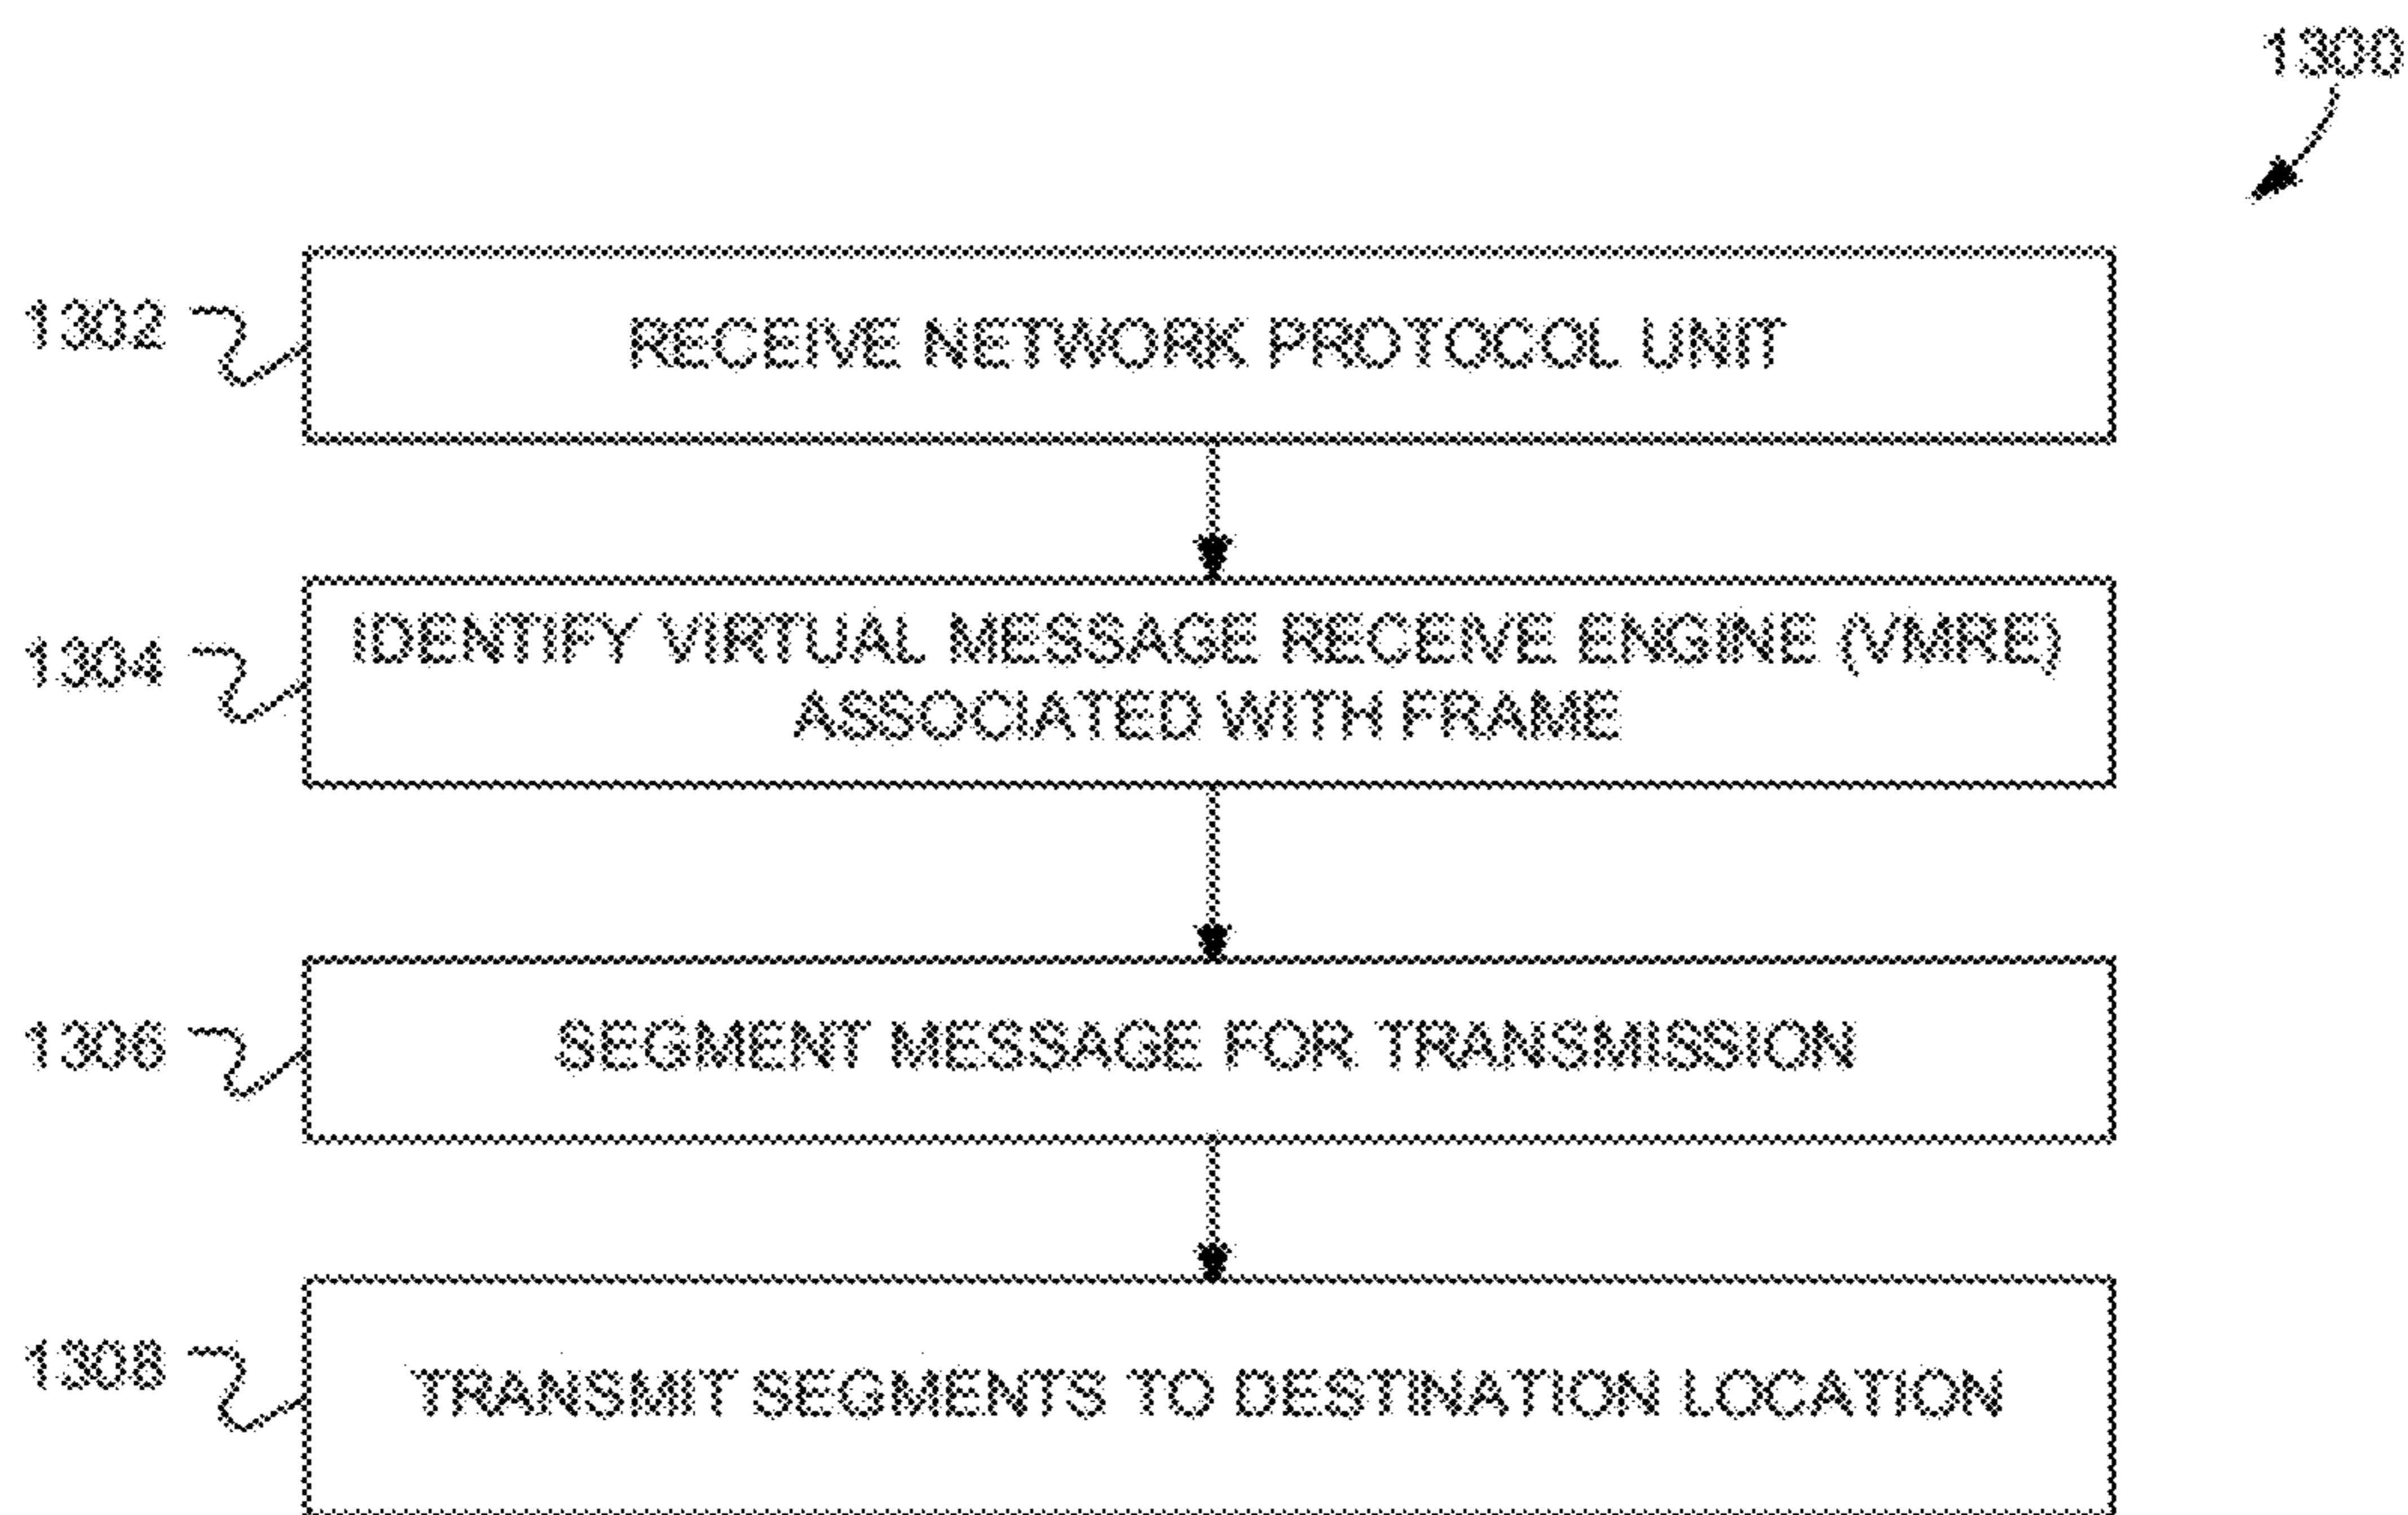 1300
1302
RECEIVE NETWORK PROTOCOL UNIT
1304
IDENTIFY VIRTUAL MESSAGE RECEIVE ENGINE (VMRE)
ASSOCIATED WITH FRAME
1306
SEGMENT MESSAGE FOR TRANSMISSION
1308
TRANSMIT SEGMENTS TO DESTINATION LOCATION